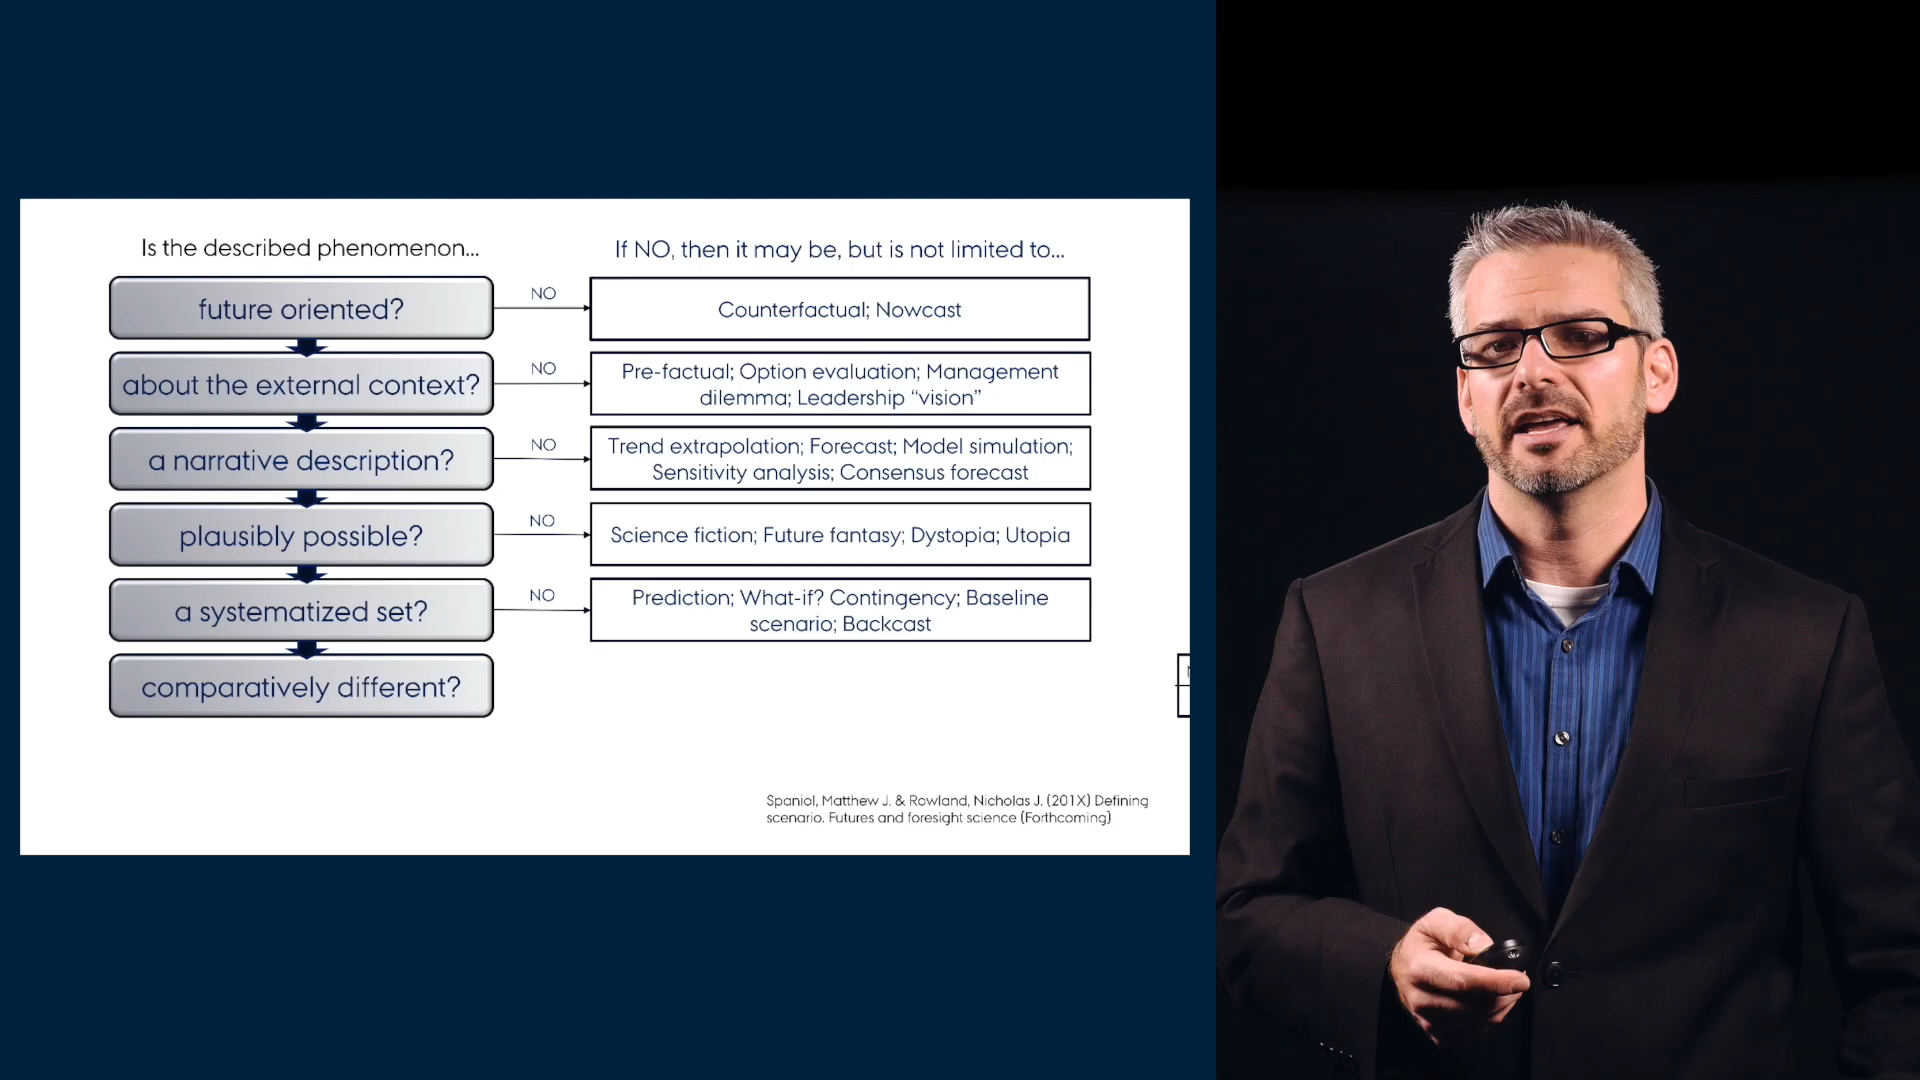 Is the described phenomenon...
If NO, then it may be, but is not limited to...
future oriented?
NO
Counterfactual; Nowcast
about the external context?
NO
Pre-factual; Option evaluation; Management
dilemma; Leadership “vision”
a narrative description?
NO
Trend extrapolation; Forecast; Model simulation;
Sensitivity analysis; Consensus forecast
plausibly possible?
NO
Science fiction; Future fantasy; Dystopia; Utopia
a systematized set?
NO
Prediction; What-if? Contingency; Baseline
scenario; Backcast
comparatively different?
Spaniol, Matthew J. & Rowland, Nicholas J. (201X) Defining
scenario. Futures and foresight science (Forthcoming)